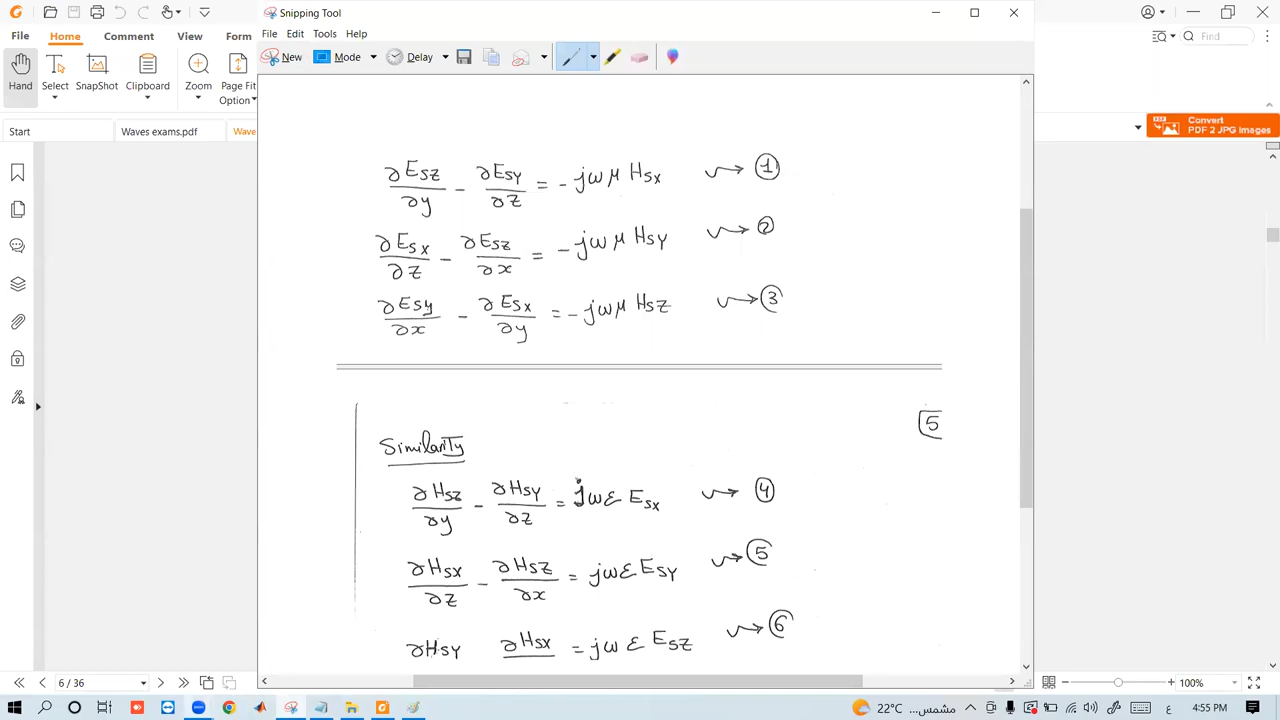 Snipping Tool
File Edit Tools Help
New Mode Delay
File Home Comment View Form
Find
Hand Select SnapShot Clipboard Zoom Page Fit Option
Start Waves exams.pdf Wave
Convert
PDF 2 JPG Images
∂Esz/∂y - ∂Esy/∂z = -jωμ Hsx ①
∂Esx/∂z - ∂Esz/∂x = -jωμ Hsy ②
∂Esy/∂x - ∂Esx/∂y = -jωμ Hsz ③
5
Similarity
∂Hsz/∂y - ∂Hsy/∂z = jωε Esx ④
∂Hsx/∂z - ∂Hsz/∂x = jωε Esy ⑤
∂Hsy ∂Hsx = jωε Esz ⑥
6 / 36
100%
22°C مشمس...
ع
4:55 PM